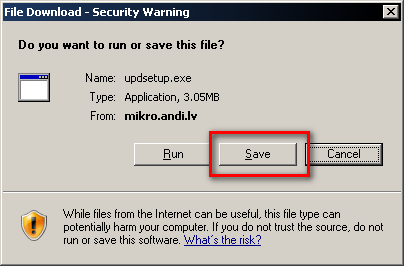 File Download - Security Warning
Do you want to run or save this file?
Name: updsetup.exe
Type: Application, 3.05MB
From: mikro.andi.lv
Run Save Cancel
While files from the Internet can be useful, this file type can
potentially harm your computer. If you do not trust the source, do not
run or save this software. What's the risk?